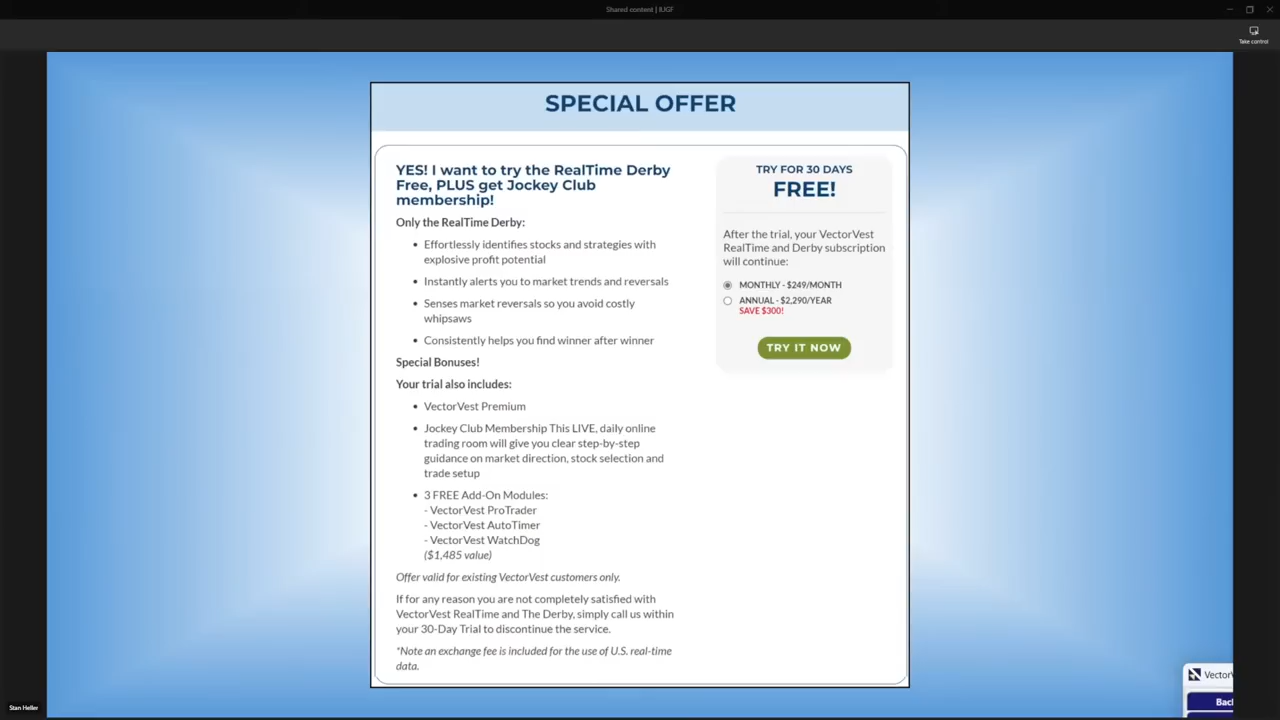 Shared content | IUGF
Take control
SPECIAL OFFER
YES! I want to try the RealTime Derby
Free, PLUS get Jockey Club
membership!
Only the RealTime Derby:
• Effortlessly identifies stocks and strategies with
explosive profit potential
• Instantly alerts you to market trends and reversals
• Senses market reversals so you avoid costly
whipsaws
• Consistently helps you find winner after winner
Special Bonuses!
Your trial also includes:
• VectorVest Premium
• Jockey Club Membership This LIVE, daily online
trading room will give you clear step-by-step
guidance on market direction, stock selection and
trade setup
• 3 FREE Add-On Modules:
- VectorVest ProTrader
- VectorVest AutoTimer
- VectorVest WatchDog
($1,485 value)
Offer valid for existing VectorVest customers only.
If for any reason you are not completely satisfied with
VectorVest RealTime and The Derby, simply call us within
your 30-Day Trial to discontinue the service.
*Note an exchange fee is included for the use of U.S. real-time
data.
TRY FOR 30 DAYS
FREE!
After the trial, your VectorVest
RealTime and Derby subscription
will continue:
MONTHLY - $249/MONTH
ANNUAL - $2,290/YEAR
SAVE $300!
TRY IT NOW
Stan Heller